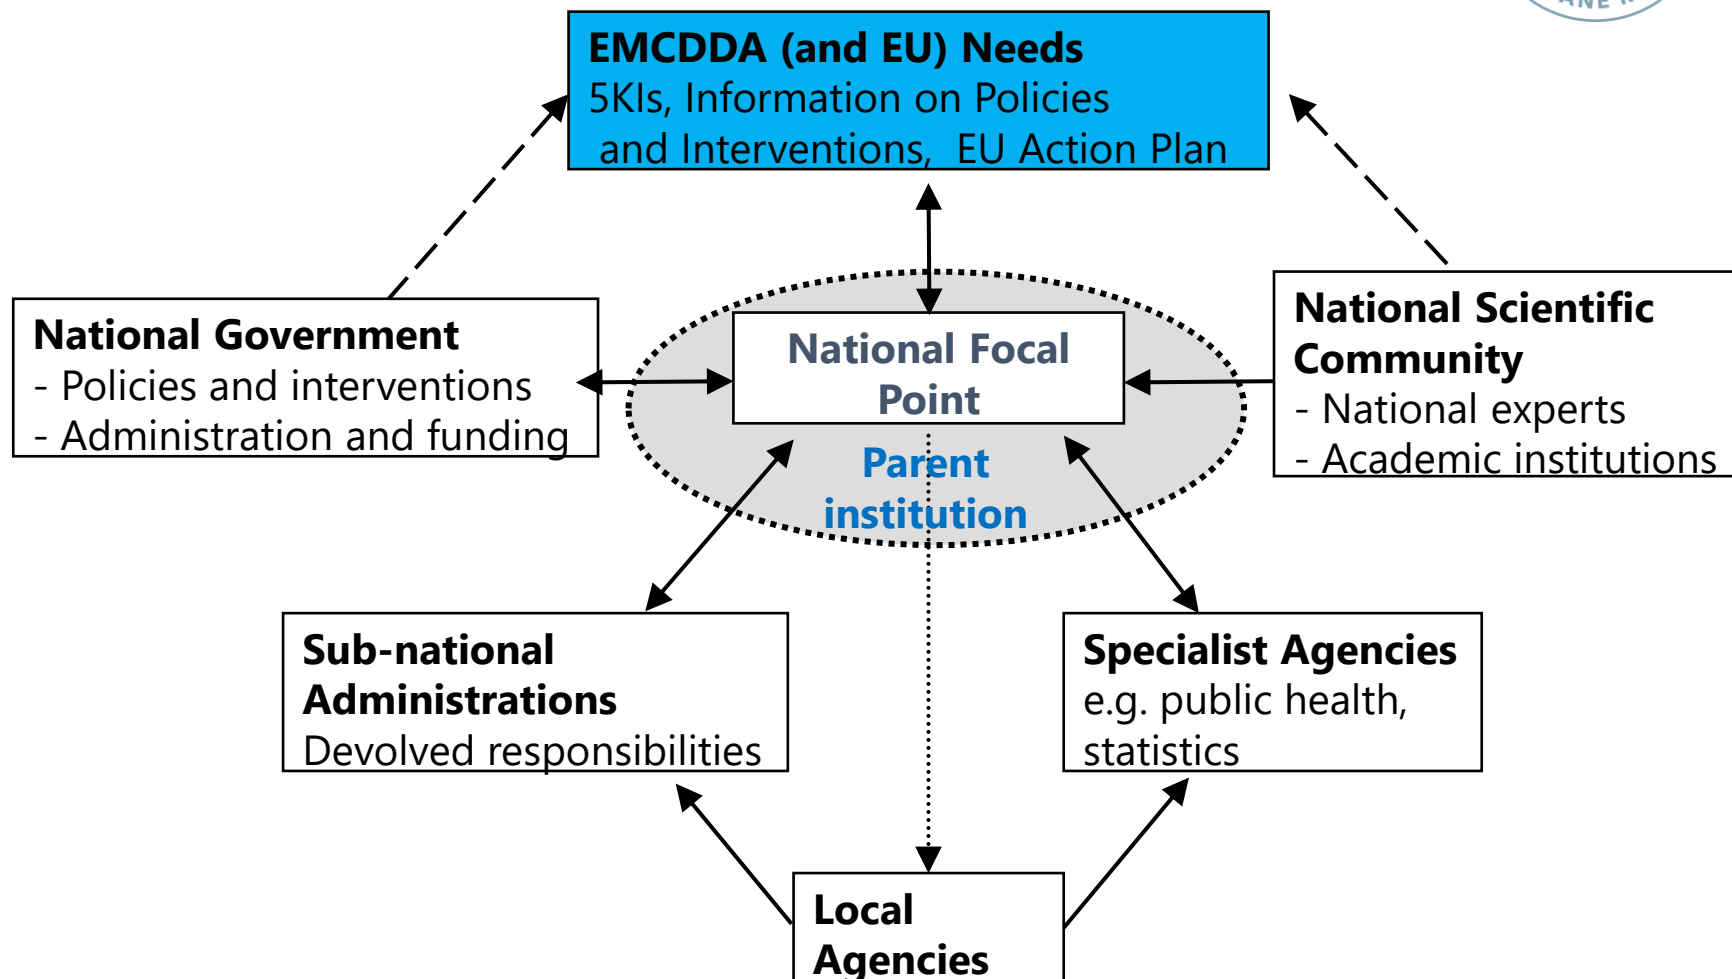 EMCDDA (and EU) Needs
5KIs, Information on Policies
and Interventions, EU Action Plan
National Government
- Policies and interventions
- Administration and funding
National Focal
Point
Parent
institution
National Scientific
Community
- National experts
- Academic institutions
Sub-national
Administrations
Devolved responsibilities
Specialist Agencies
e.g. public health,
statistics
Local
Agencies